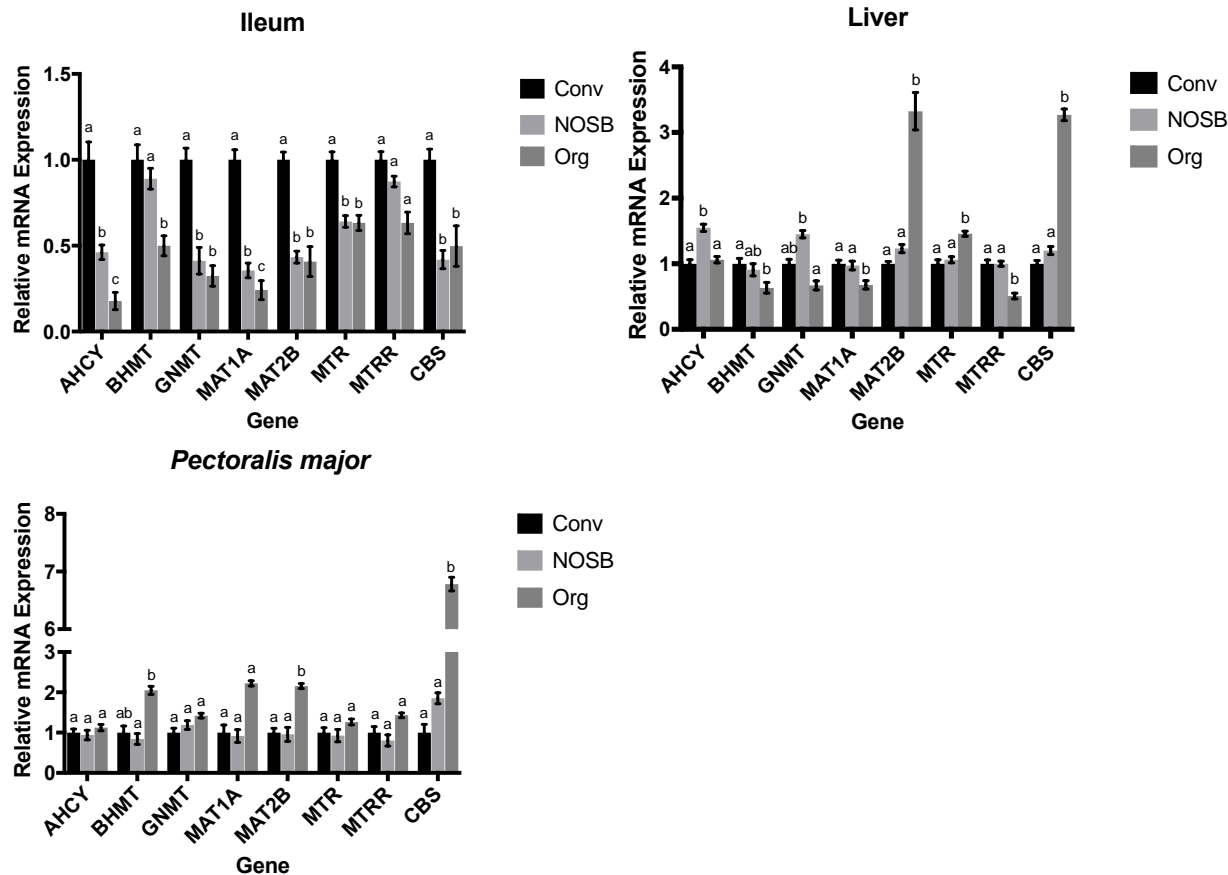 Ileum
Relative mRNA Expression
1.5
1.0
0.5
0.0
a b c
a a b
a b b
a b c
a b b
a b b
a a a
a b b
AHCY
BHMT
GNMT
MAT1A
MAT2B
MTR
MTRR
CBS
Gene
Conv
NOSB
Org
Liver
Relative mRNA Expression
4
3
2
1
0
a b a
a ab b
ab b a
a a b
a a b
a a b
a a b
a a b
AHCY
BHMT
GNMT
MAT1A
MAT2B
MTR
MTRR
CBS
Gene
Conv
NOSB
Org
Pectoralis major
Relative mRNA Expression
8
7
6
3
2
1
0
a a a
ab a b
a a a
a a a
a a b
a a a
a a a
a a b
AHCY
BHMT
GNMT
MAT1A
MAT2B
MTR
MTRR
CBS
Gene
Conv
NOSB
Org